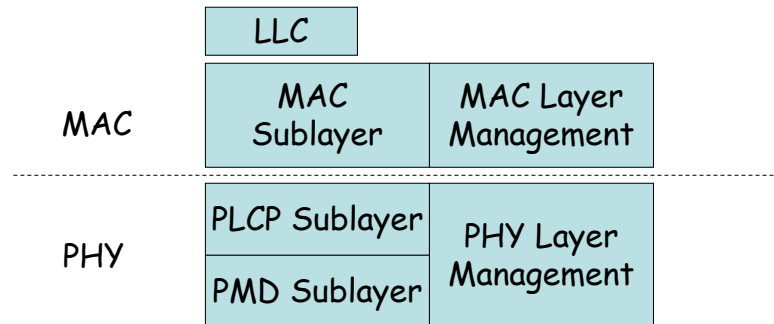 LLC
MAC
MAC
Sublayer
MAC Layer
Management
PHY
PLCP Sublayer
PMD Sublayer
PHY Layer
Management